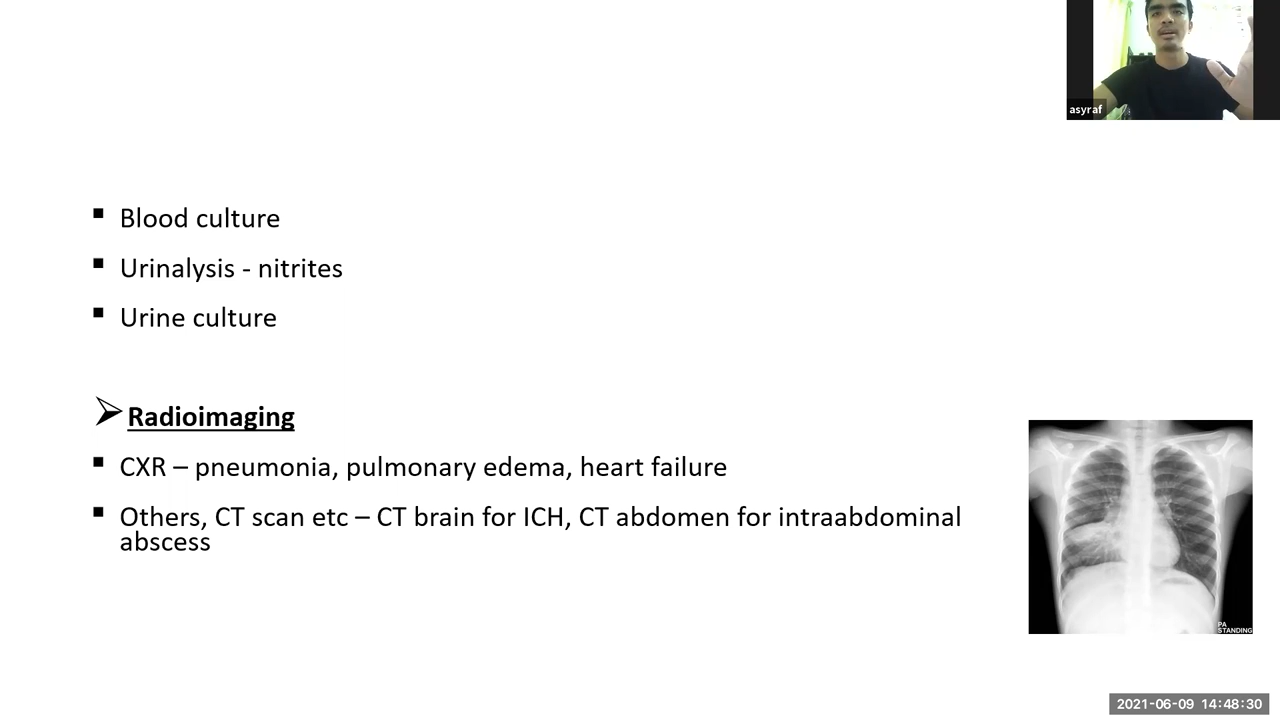 asyraf
Blood culture
Urinalysis - nitrites
Urine culture
Radioimaging
CXR – pneumonia, pulmonary edema, heart failure
Others, CT scan etc – CT brain for ICH, CT abdomen for intraabdominal
abscess
PA
STANDING
2021-06-09 14:48:30